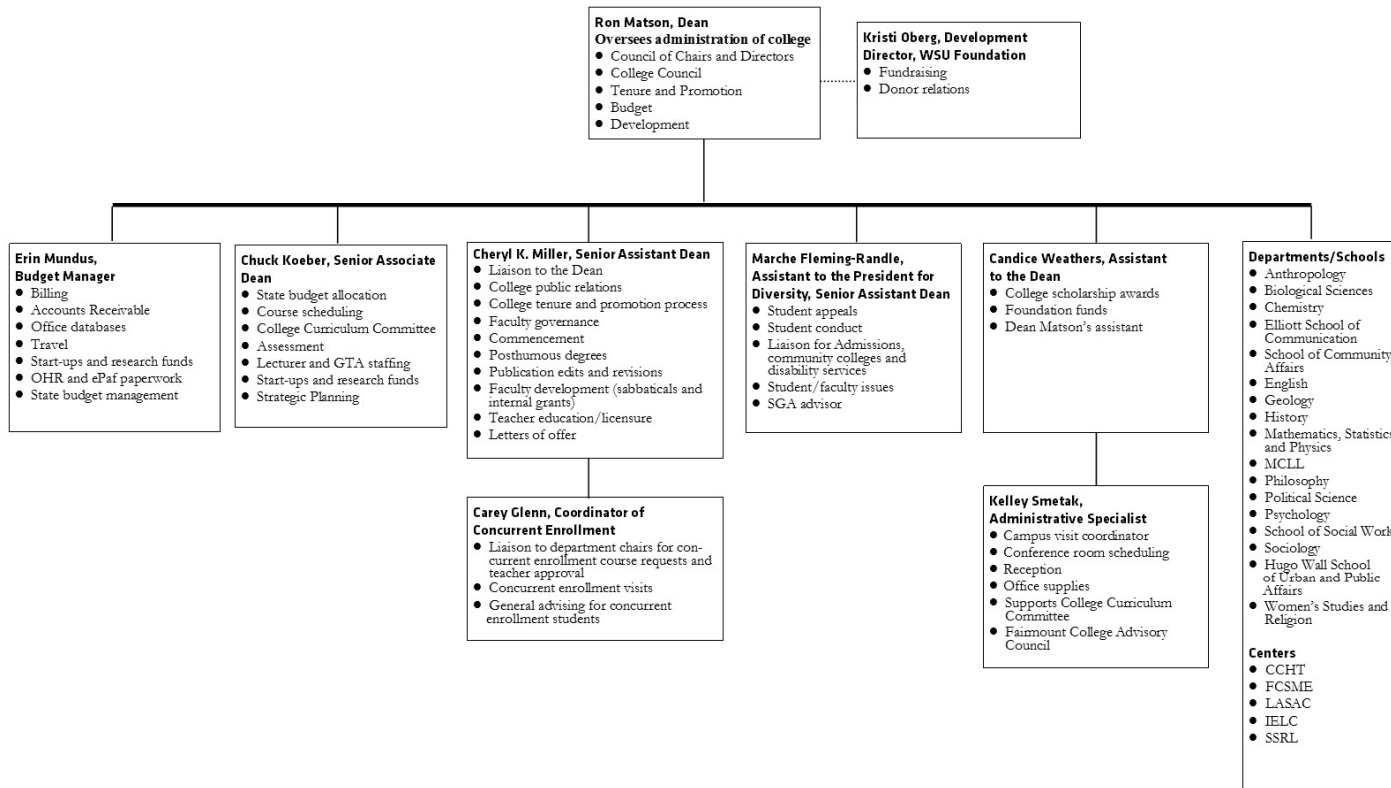 Ron Matson, Dean
Oversees administration of college
● Council of Chairs and Directors
● College Council
● Tenure and Promotion
● Budget
● Development
Kristi Oberg, Development
Director, WSU Foundation
● Fundraising
● Donor relations
Erin Mundus,
Budget Manager
● Billing
● Accounts Receivable
● Office databases
● Travel
● Start-ups and research funds
● OHR and ePaf paperwork
● State budget management
Chuck Koeber, Senior Associate
Dean
● State budget allocation
● Course scheduling
● College Curriculum Committee
● Assessment
● Lecturer and GTA staffing
● Start-ups and research funds
● Strategic Planning
Cheryl K. Miller, Senior Assistant Dean
● Liaison to the Dean
● College public relations
● College tenure and promotion process
● Faculty governance
● Commencement
● Posthumous degrees
● Publication edits and revisions
● Faculty development (sabbaticals and
internal grants)
● Teacher education/licensure
● Letters of offer
Marche Fleming-Randle,
Assistant to the President for
Diversity, Senior Assistant Dean
● Student appeals
● Student conduct
● Liaison for Admissions,
community colleges and
disability services
● Student/faculty issues
● SGA advisor
Candice Weathers, Assistant
to the Dean
● College scholarship awards
● Foundation funds
● Dean Matson's assistant
Departments/Schools
● Anthropology
● Biological Sciences
● Chemistry
● Elliott School of
Communication
● School of Community
Affairs
● English
● Geology
● History
● Mathematics, Statistics
and Physics
● MCLL
● Philosophy
● Political Science
● Psychology
● School of Social Work
● Sociology
● Hugo Wall School
of Urban and Public
Affairs
● Women's Studies and
Religion
Centers
● CCHT
● FCSME
● LASAC
● IELC
● SSRL
Carey Glenn, Coordinator of
Concurrent Enrollment
● Liaison to department chairs for con-
current enrollment course requests and
teacher approval
● Concurrent enrollment visits
● General advising for concurrent
enrollment students
Kelley Smetak,
Administrative Specialist
● Campus visit coordinator
● Conference room scheduling
● Reception
● Office supplies
● Supports College Curriculum
Committee
● Fairmount College Advisory
Council